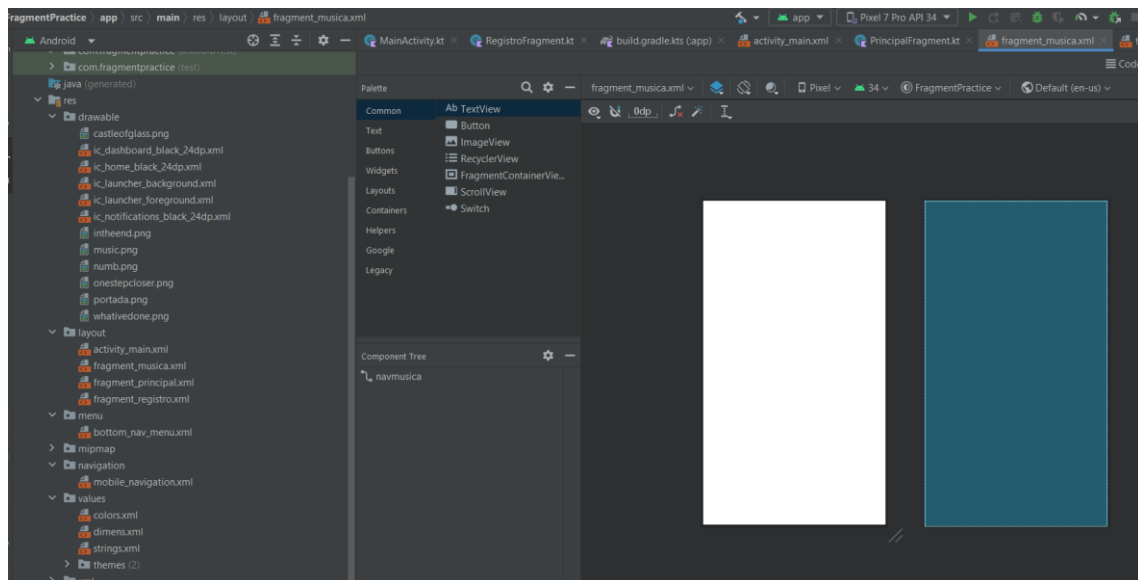 FragmentPractice app src main res layout fragment_musica.xml
app Pixel 7 Pro API 34
Android
MainActivity.kt RegistroFragment.kt build.gradle.kts (:app) activity_main.xml PrincipalFragment.kt fragment_musica.xml
com.fragmentpractice (test)
java (generated)
res
drawable
castleofglass.png
ic_dashboard_black_24dp.xml
ic_home_black_24dp.xml
ic_launcher_background.xml
ic_launcher_foreground.xml
ic_notifications_black_24dp.xml
intheend.png
music.png
numb.png
onestepcloser.png
portada.png
whativedone.png
layout
activity_main.xml
fragment_musica.xml
fragment_principal.xml
fragment_registro.xml
menu
bottom_nav_menu.xml
mipmap
navigation
mobile_navigation.xml
values
colors.xml
dimens.xml
strings.xml
themes (2)
Palette
Common
Text
Buttons
Widgets
Layouts
Containers
Helpers
Google
Legacy
Ab TextView
Button
ImageView
RecyclerView
FragmentContainerVie...
ScrollView
Switch
Component Tree
navmusica
Code
fragment_musica.xml Pixel 34 FragmentPractice Default (en-us)
0dp